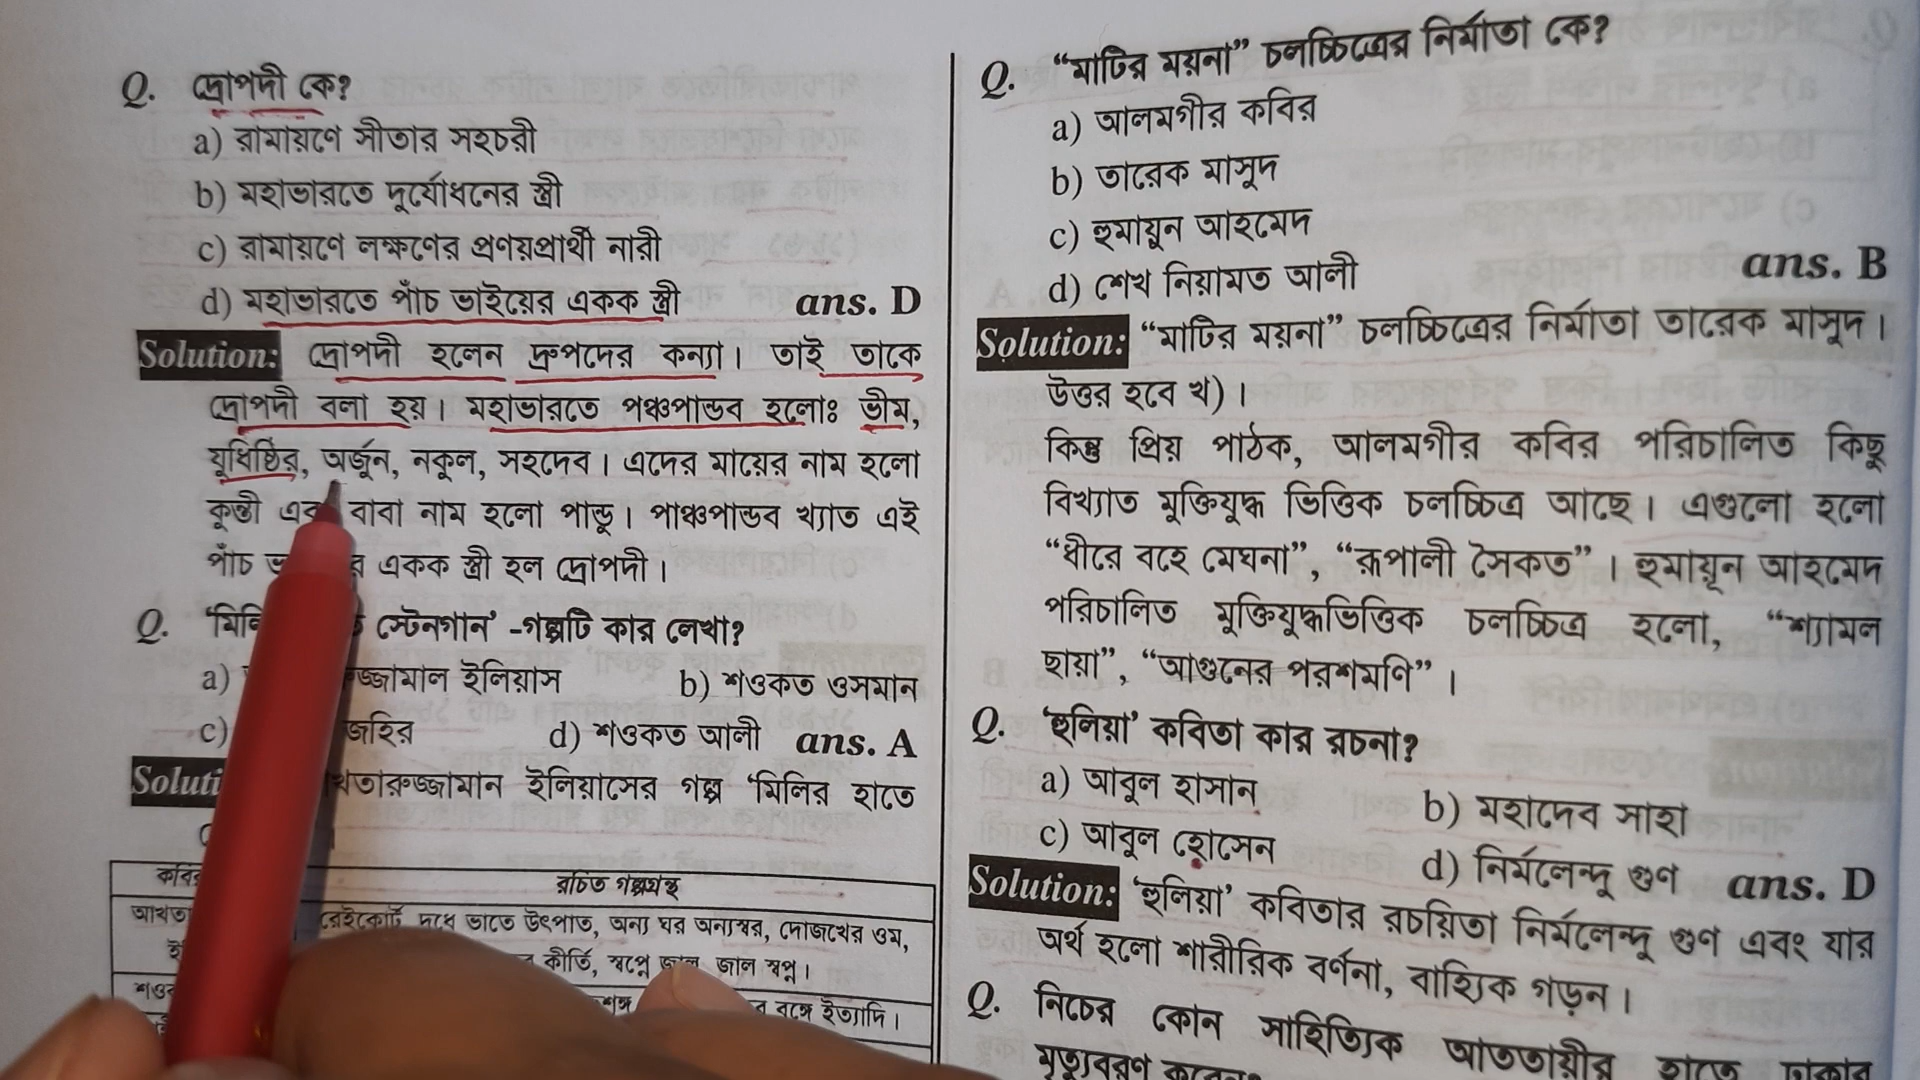 Q. দ্রোপদী কে?
a) রামায়ণে সীতার সহচরী
b) মহাভারতে দুর্যোধনের স্ত্রী
c) রামায়ণে লক্ষণের প্রণয়প্রার্থী নারী
d) মহাভারতে পাঁচ ভাইয়ের একক স্ত্রী ans. D
Solution: দ্রোপদী হলেন দ্রুপদের কন্যা। তাই তাকে
দ্রোপদী বলা হয়। মহাভারতে পঞ্চপান্ডব হলোঃ ভীম,
যুধিষ্ঠির, অর্জুন, নকুল, সহদেব। এদের মায়ের নাম হলো
কুন্তী বাবা নাম হলো পান্ডু। পাঞ্চপান্ডব খ্যাত এই
পাঁচ একক স্ত্রী হল দ্রোপদী।
Q. স্টেনগান’ -গল্পটি কার লেখা?
a) ইলিয়াস b) শওকত ওসমান
c) জহির d) শওকত আলী ans. A
ইলিয়াসের গল্প ‘মিলির হাতে
রচিত গল্পগ্রন্থ
দুধে ভাতে উৎপাত, অন্য ঘর অন্যস্বর, দোজখের ওম,
কীর্তি, স্বপ্নে জাল স্বপ্ন।
বঙ্গে ইত্যাদি।
Q. “মাটির ময়না” চলচ্চিত্রের নির্মাতা কে?
a) আলমগীর কবির
b) তারেক মাসুদ
c) হুমায়ুন আহমেদ
d) শেখ নিয়ামত আলী ans. B
Solution: “মাটির ময়না” চলচ্চিত্রের নির্মাতা তারেক মাসুদ।
উত্তর হবে খ)।
কিন্তু প্রিয় পাঠক, আলমগীর কবির পরিচালিত কিছু
বিখ্যাত মুক্তিযুদ্ধ ভিত্তিক চলচ্চিত্র আছে। এগুলো হলো
“ধীরে বহে মেঘনা”, “রূপালী সৈকত”। হুমায়ূন আহমেদ
পরিচালিত মুক্তিযুদ্ধভিত্তিক চলচ্চিত্র হলো, “শ্যামল
ছায়া”, “আগুনের পরশমণি”।
Q. ‘হুলিয়া’ কবিতা কার রচনা?
a) আবুল হাসান b) মহাদেব সাহা
c) আবুল হোসেন d) নির্মলেন্দু গুণ ans. D
Solution: ‘হুলিয়া’ কবিতার রচয়িতা নির্মলেন্দু গুণ এবং যার
অর্থ হলো শারীরিক বর্ণনা, বাহ্যিক গড়ন।
Q. নিচের কোন সাহিত্যিক আততায়ীর হাতে ঢাকায়
মৃত্যুবরণ করেন?